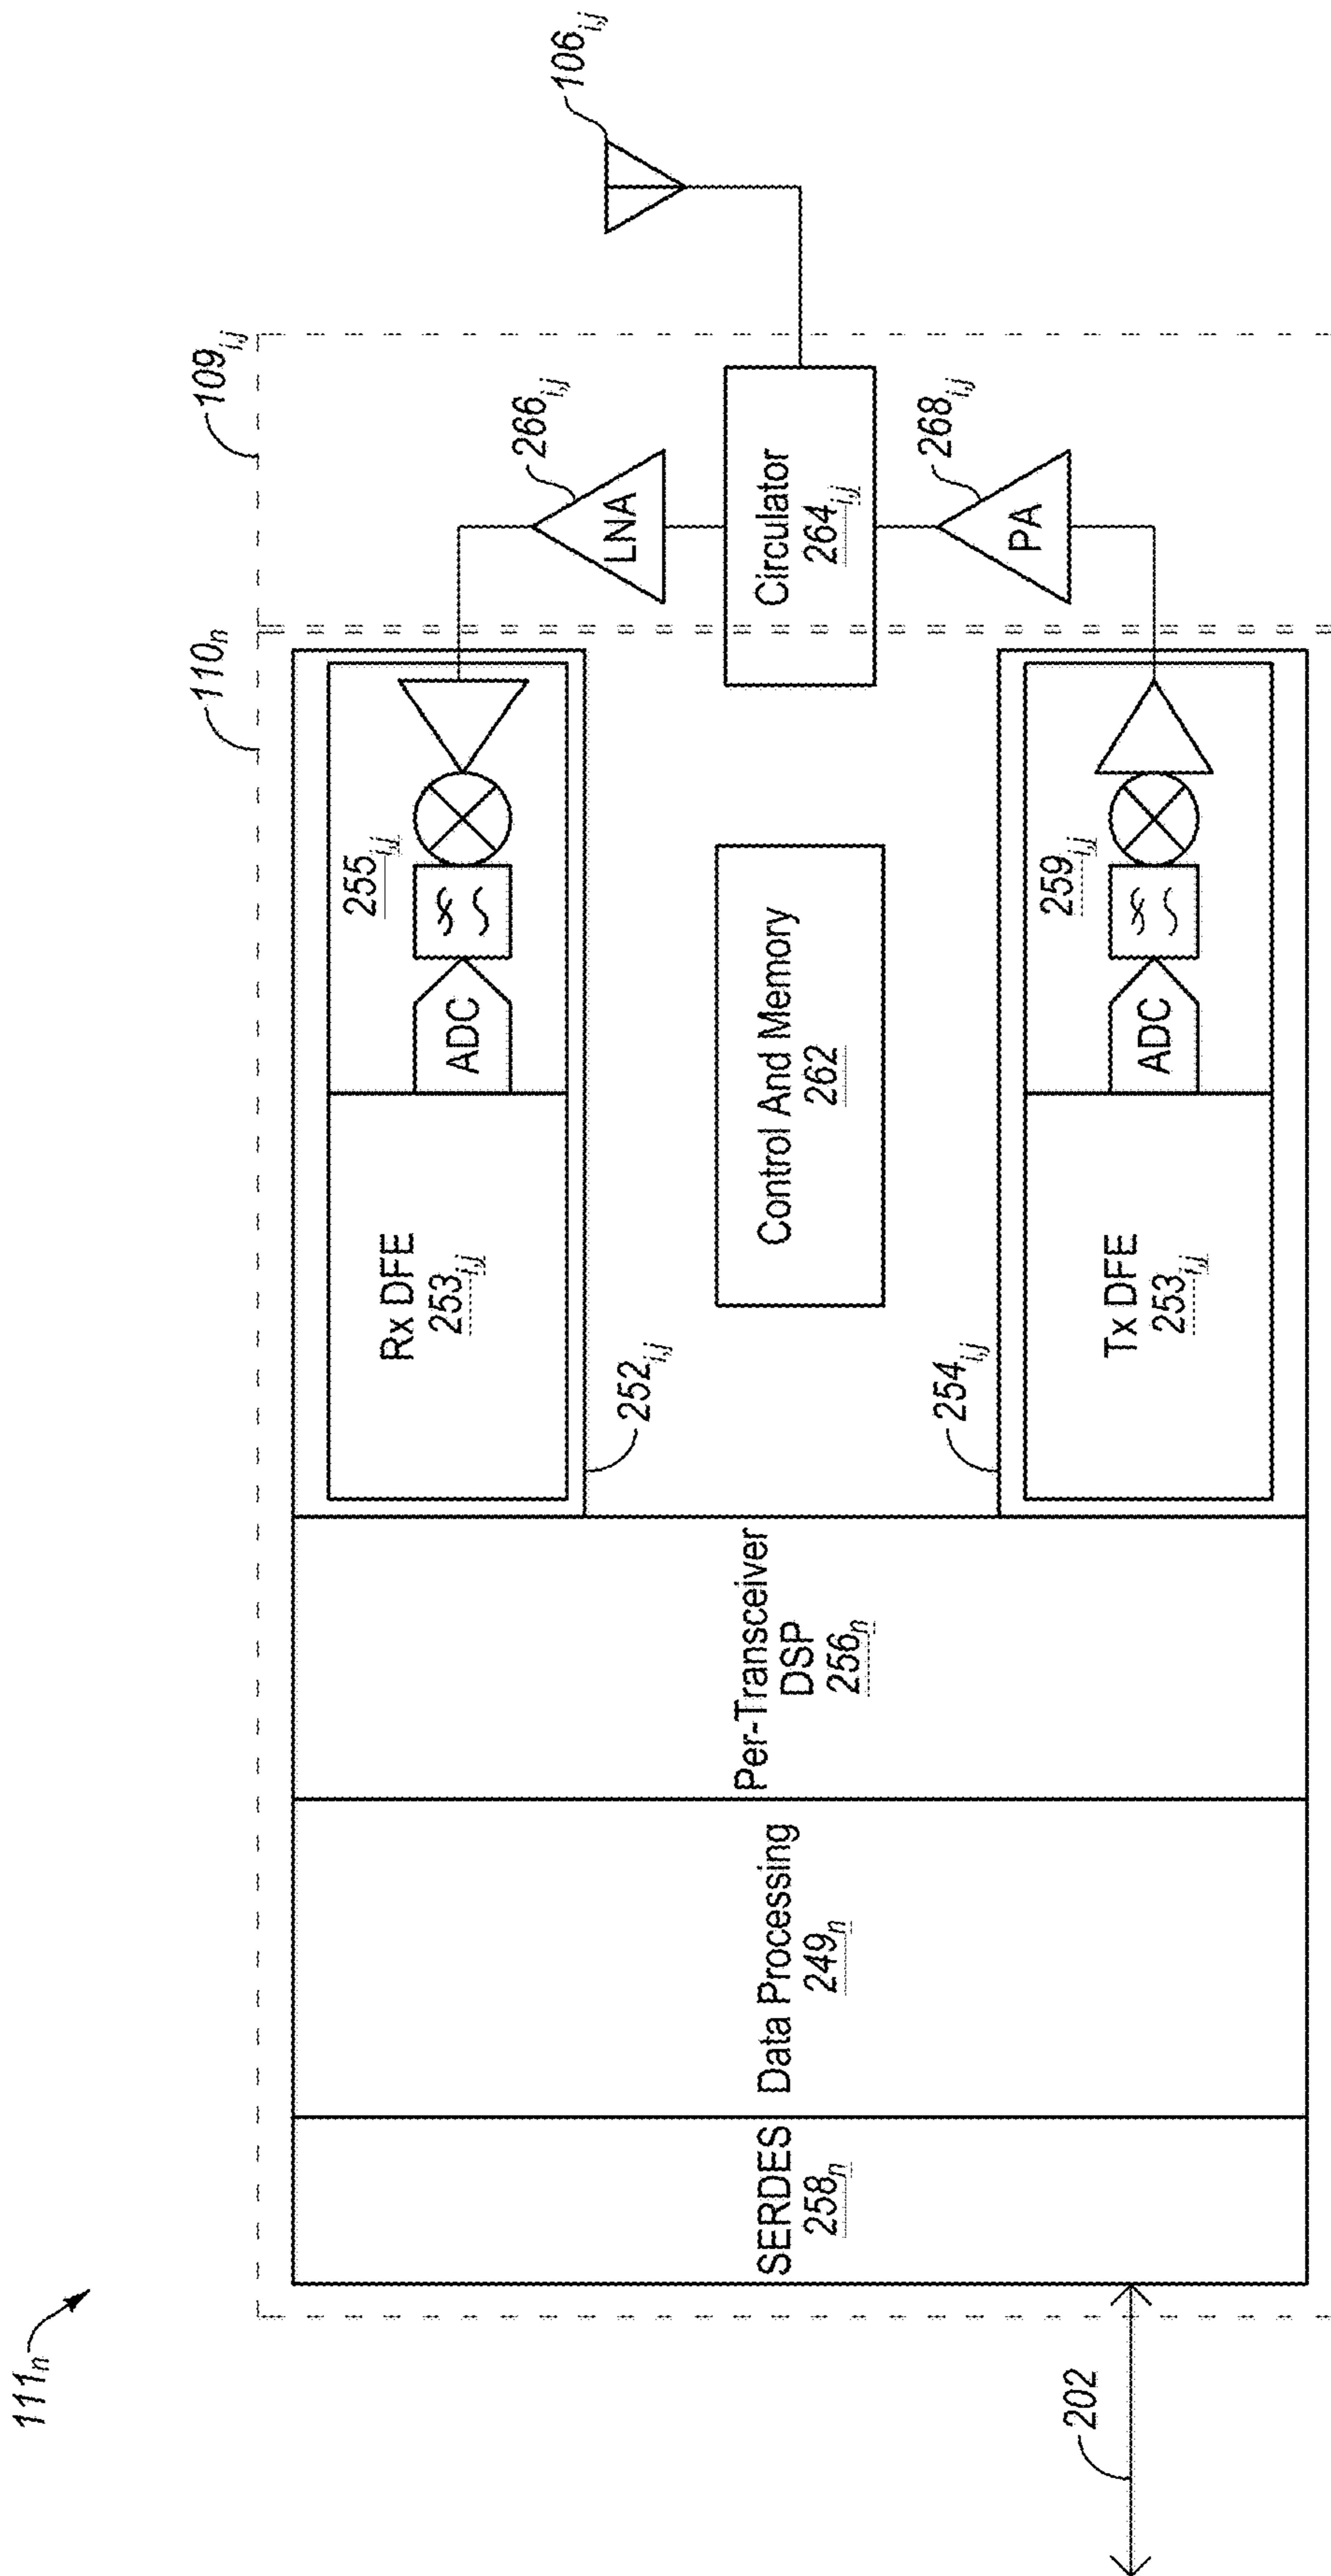 111n
110n
109i,j
106i,j
202
SERDES
258n
Data Processing
249n
Per-Transceiver
DSP
256n
Rx DFE
253i,j
ADC
255i,j
252i,j
LNA
266i,j
Control And Memory
262
Circulator
264i,j
254i,j
Tx DFE
253i,j
ADC
259i,j
PA
268i,j